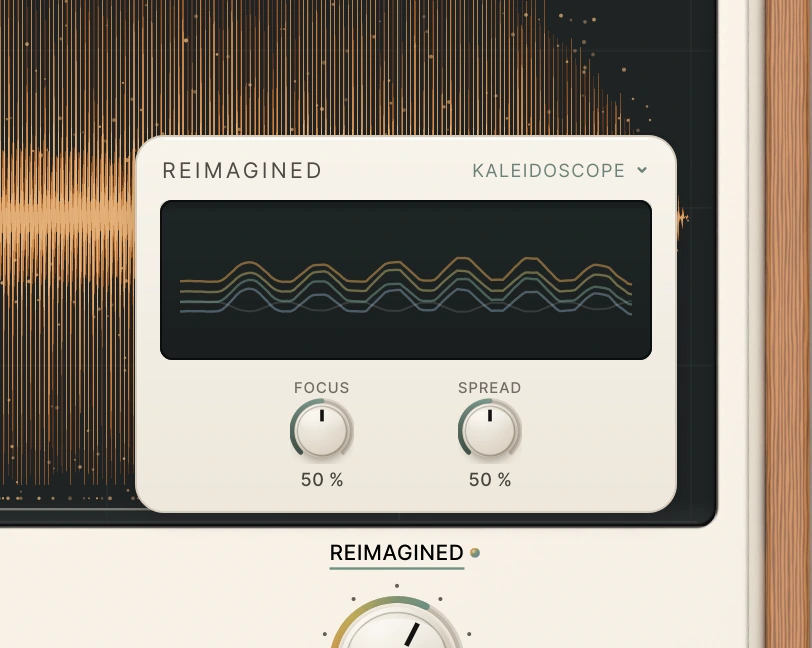 REIMAGINED
KALEIDOSCOPE
FOCUS
SPREAD
50 %
50 %
REIMAGINED